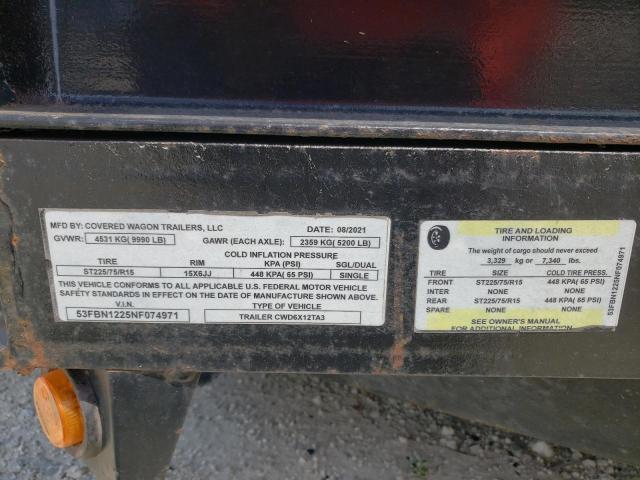 MFD BY: COVERED WAGON TRAILERS, LLC DATE: 08/2021
GVWR: 4531 KG( 9990 LB) GAWR (EACH AXLE): 2359 KG( 5200 LB)
COLD INFLATION PRESSURE
TIRE RIM KPA (PSI) SGL/DUAL
ST225/75/R15 15X6JJ 448 KPA( 65 PSI) SINGLE
THIS VEHICLE CONFORMS TO ALL APPLICABLE U.S. FEDERAL MOTOR VEHICLE
SAFETY STANDARDS IN EFFECT ON THE DATE OF MANUFACTURE SHOWN ABOVE.
V.I.N. TYPE OF VEHICLE
53FBN1225NF074971 TRAILER CWD6X12TA3
TIRE AND LOADING
INFORMATION
The weight of cargo should never exceed
3,329 kg or 7,340 lbs.
TIRE SIZE COLD TIRE PRESS.
FRONT ST225/75/R15 448 KPA( 65 PSI)
INTER NONE NONE
REAR ST225/75/R15 448 KPA( 65 PSI)
SPARE NONE NONE
SEE OWNER'S MANUAL
FOR ADDITIONAL INFORMATION
53FBN1225NF074971